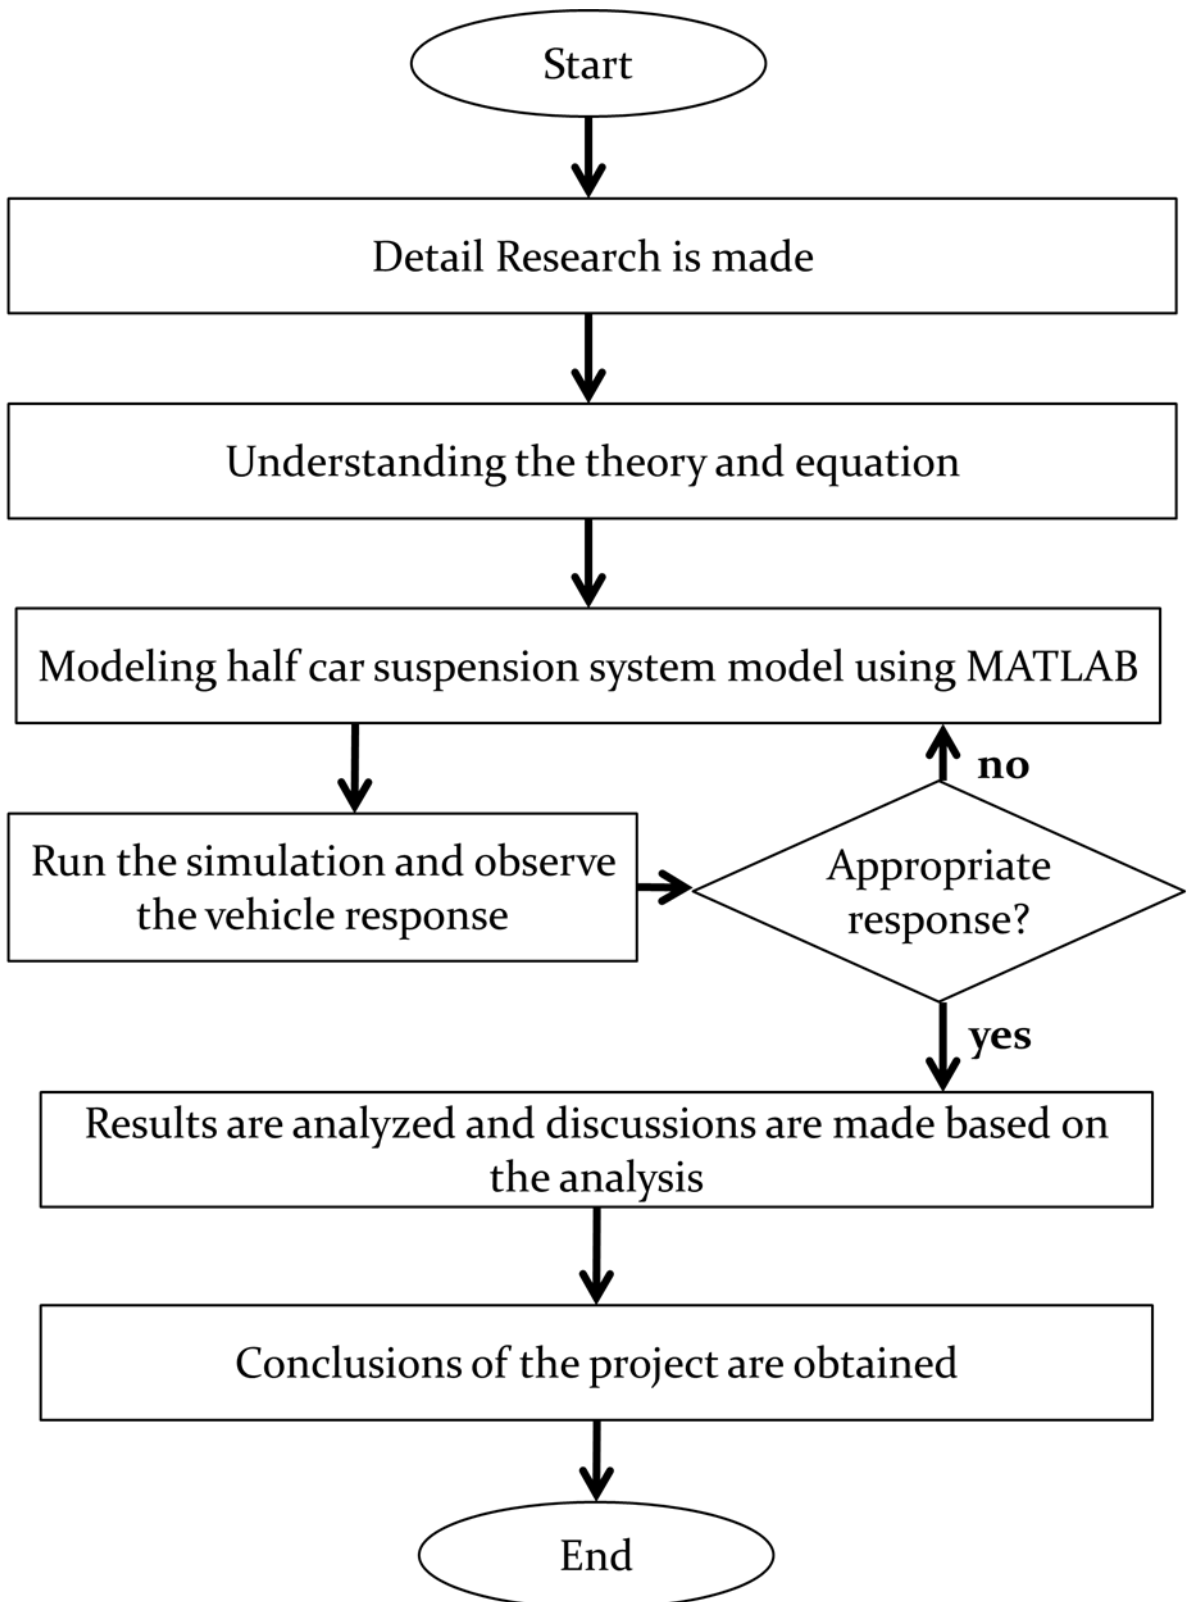 Start
Detail Research is made
Understanding the theory and equation
Modeling half car suspension system model using MATLAB
no
Run the simulation and observe
the vehicle response
Appropriate
response?
yes
Results are analyzed and discussions are made based on
the analysis
Conclusions of the project are obtained
End